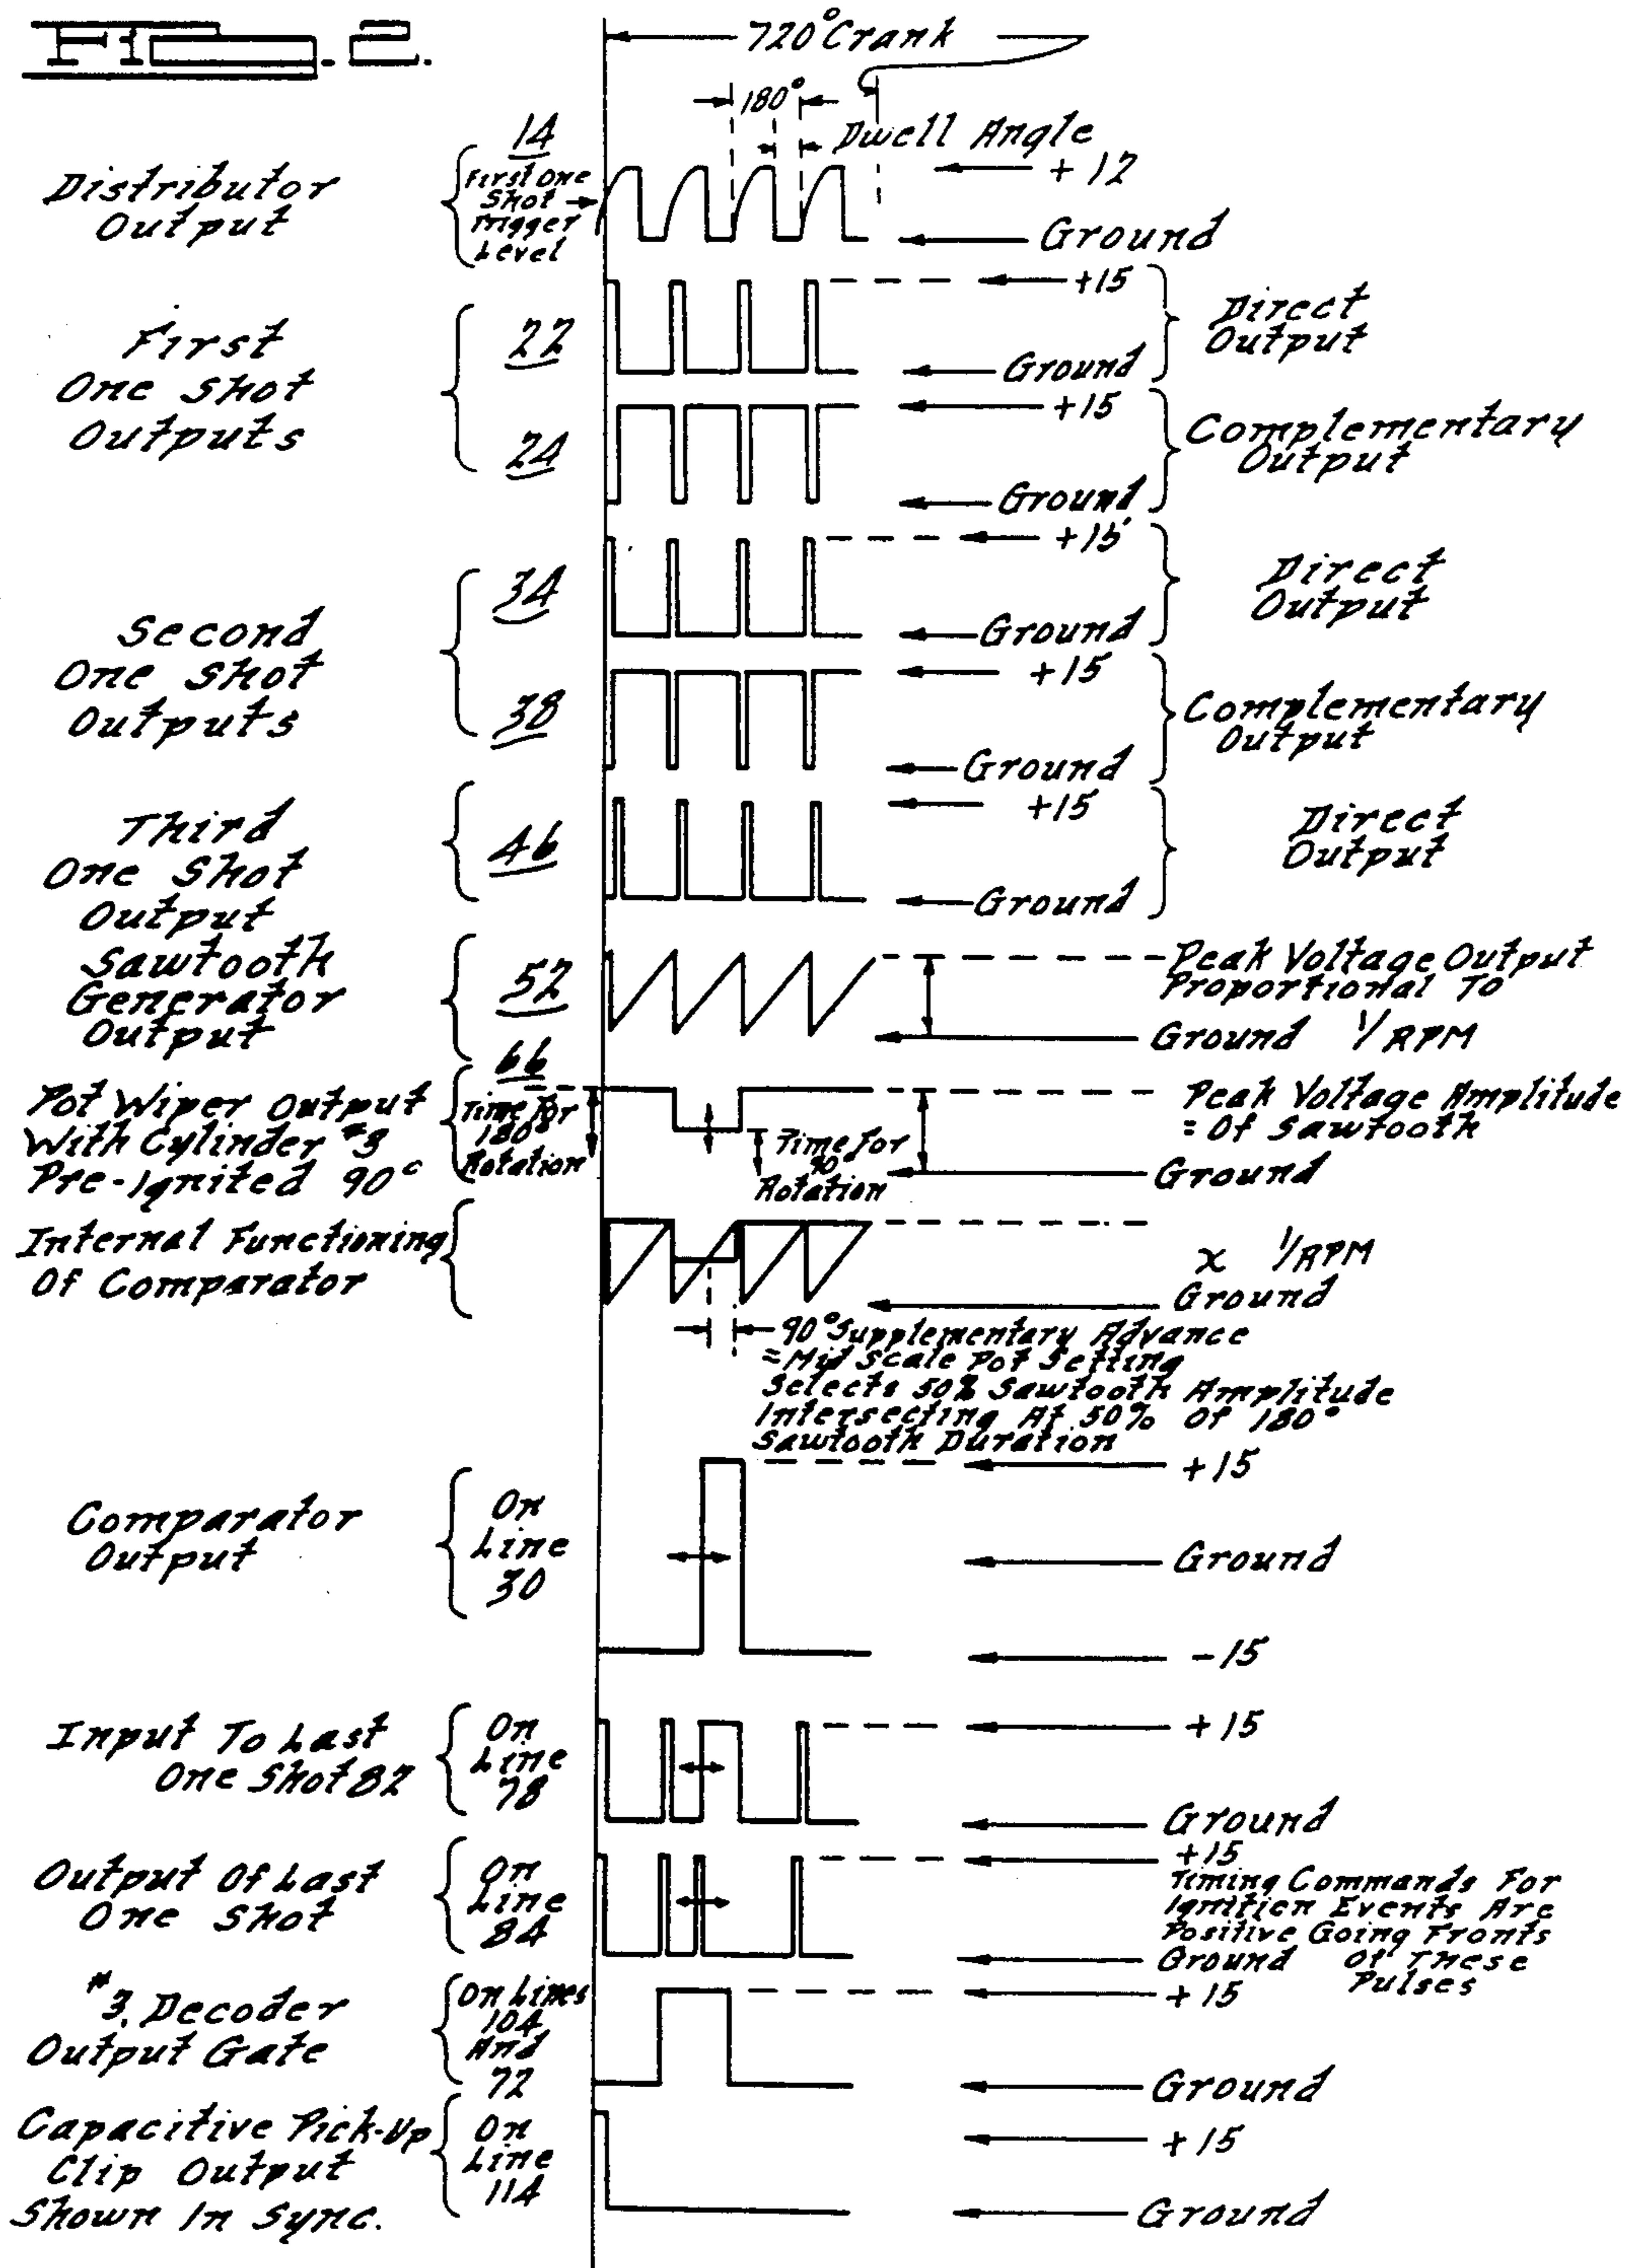 FIG. 2.
720° Crank
180°
Dwell Angle
Distributor
Output
14
First One
Shot
Trigger
Level
+12
Ground
First
One Shot
Outputs
22
+15
Ground
Direct
Output
24
+15
Ground
Complementary
Output
Second
One Shot
Outputs
34
+15
Ground
Direct
Output
38
+15
Ground
Complementary
Output
Third
One Shot
Output
46
+15
Ground
Direct
Output
Sawtooth
Generator
Output
52
Peak Voltage Output
Proportional To
Ground 1/RPM
Pot Wiper Output
With Cylinder #3
Pre-Ignited 90°
66
Time For
180°
Rotation
Time For
90°
Rotation
Peak Voltage Amplitude
= Of Sawtooth
Ground
Internal Functioning
Of Comparator
x 1/RPM
Ground
90° Supplementary Advance
= Mid Scale Pot Setting
Selects 50% Sawtooth Amplitude
Intersecting At 50% Of 180°
Sawtooth Duration
Comparator
Output
On
Line
30
+15
Ground
-15
Input To Last
One Shot 82
On
Line
78
+15
Ground
Output Of Last
One Shot
On
Line
84
+15
Timing Commands For
Ignition Events Are
Positive Going Fronts
Ground Of These
Pulses
#3. Decoder
Output Gate
On Lines
104
And
72
+15
Ground
Capacitive Pick-Up
Clip Output
Shown In Sync.
On
Line
114
+15
Ground